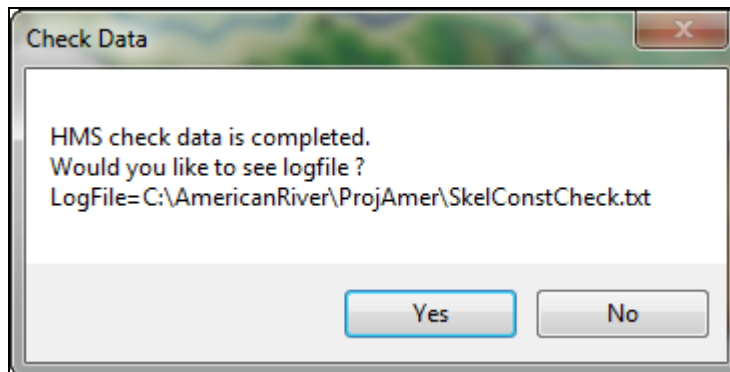 Check Data
HMS check data is completed.
Would you like to see logfile ?
LogFile=C:\AmericanRiver\ProjAmer\SkelConstCheck.txt
Yes
No